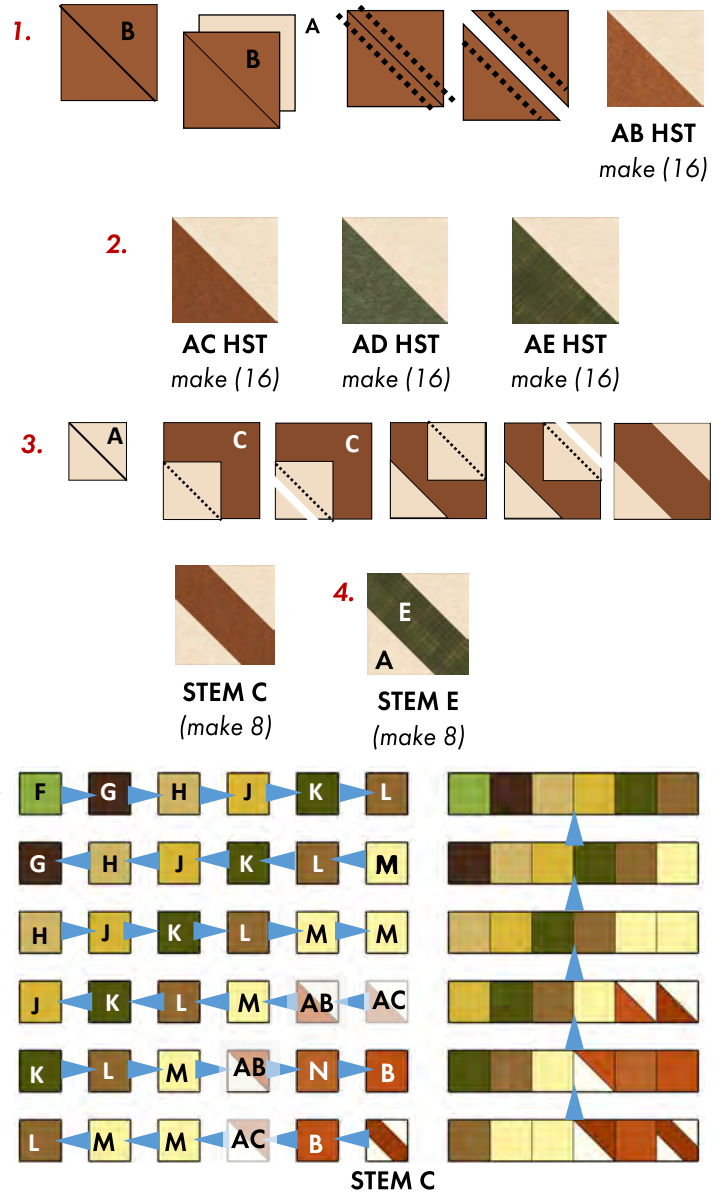 1.
B
B
A
AB HST
make (16)
2.
AC HST
make (16)
AD HST
make (16)
AE HST
make (16)
3.
A
C
C
STEM C
(make 8)
4.
E
A
STEM E
(make 8)
F G H J K L
G H J K L M
H J K L M M
J K L M AB AC
K L M AB N B
L M M AC B
STEM C